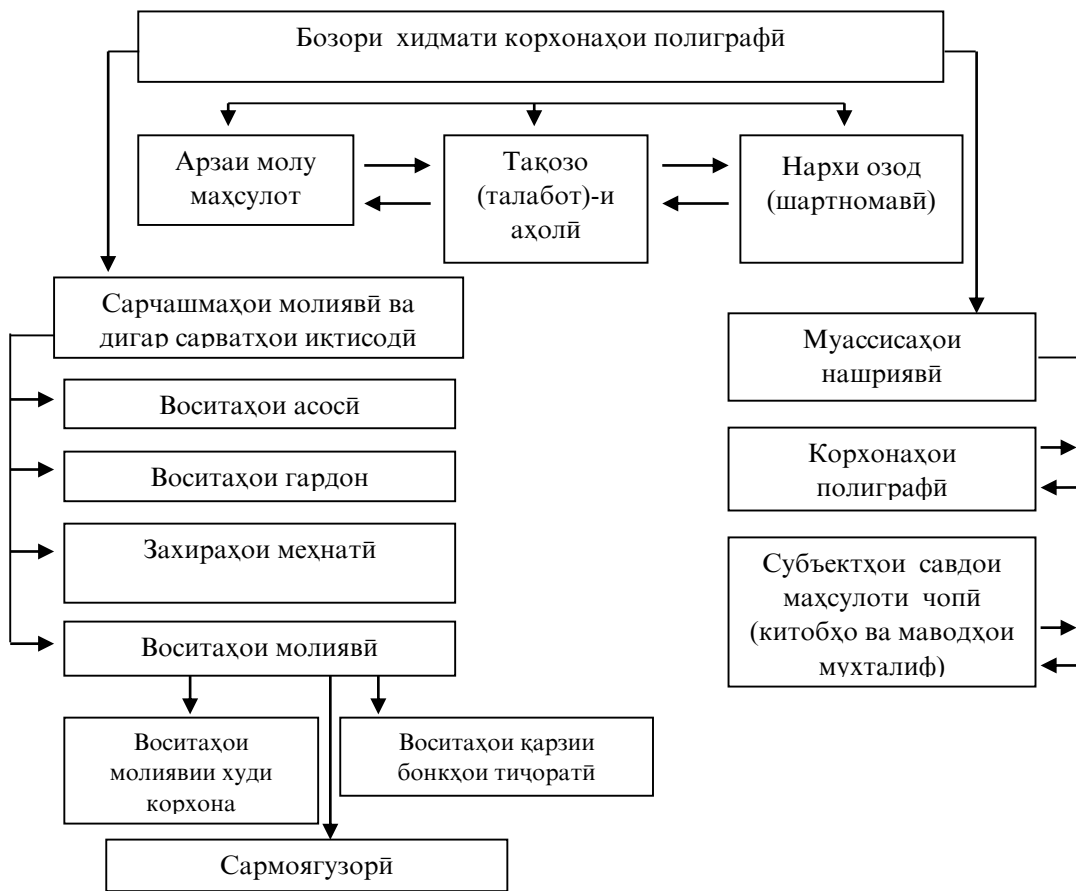 Бозори хидмати корхонаҳои полиграфӣ
Арзаи молу
маҳсулот
Тақозо
(талабот)-и
аҳолӣ
Нархи озод
(шартномавӣ)
Сарчашмаҳои молиявӣ ва
дигар сарватҳои иқтисодӣ
Муассисаҳои
нашриявӣ
Воситаҳои асосӣ
Корхонаҳои
полиграфӣ
Воситаҳои гардон
Захираҳои меҳнатӣ
Субъектҳои савдои
маҳсулоти чопӣ
(китобҳо ва маводҳои
мухталиф)
Воситаҳои молиявӣ
Воситаҳои
молиявии худи
корхона
Воситаҳои қарзии
бонкҳои тиҷоратӣ
Сармоягузорӣ